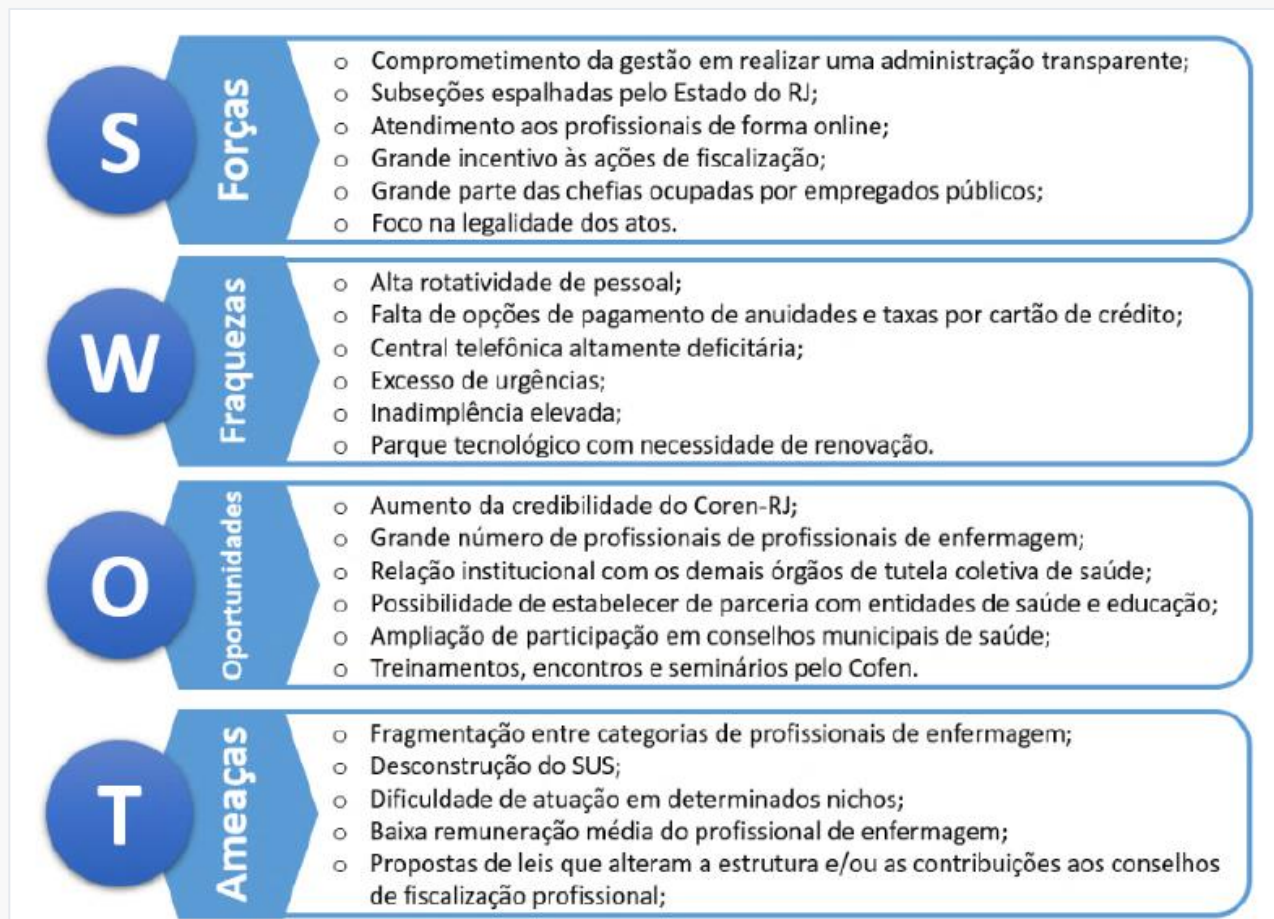 S
Forças
o Comprometimento da gestão em realizar uma administração transparente;
o Subseções espalhadas pelo Estado do RJ;
o Atendimento aos profissionais de forma online;
o Grande incentivo às ações de fiscalização;
o Grande parte das chefias ocupadas por empregados públicos;
o Foco na legalidade dos atos.
W
Fraquezas
o Alta rotatividade de pessoal;
o Falta de opções de pagamento de anuidades e taxas por cartão de crédito;
o Central telefônica altamente deficitária;
o Excesso de urgências;
o Inadimplência elevada;
o Parque tecnológico com necessidade de renovação.
O
Oportunidades
o Aumento da credibilidade do Coren-RJ;
o Grande número de profissionais de profissionais de enfermagem;
o Relação institucional com os demais órgãos de tutela coletiva de saúde;
o Possibilidade de estabelecer de parceria com entidades de saúde e educação;
o Ampliação de participação em conselhos municipais de saúde;
o Treinamentos, encontros e seminários pelo Cofen.
T
Ameaças
o Fragmentação entre categorias de profissionais de enfermagem;
o Desconstrução do SUS;
o Dificuldade de atuação em determinados nichos;
o Baixa remuneração média do profissional de enfermagem;
o Propostas de leis que alteram a estrutura e/ou as contribuições aos conselhos
de fiscalização profissional;